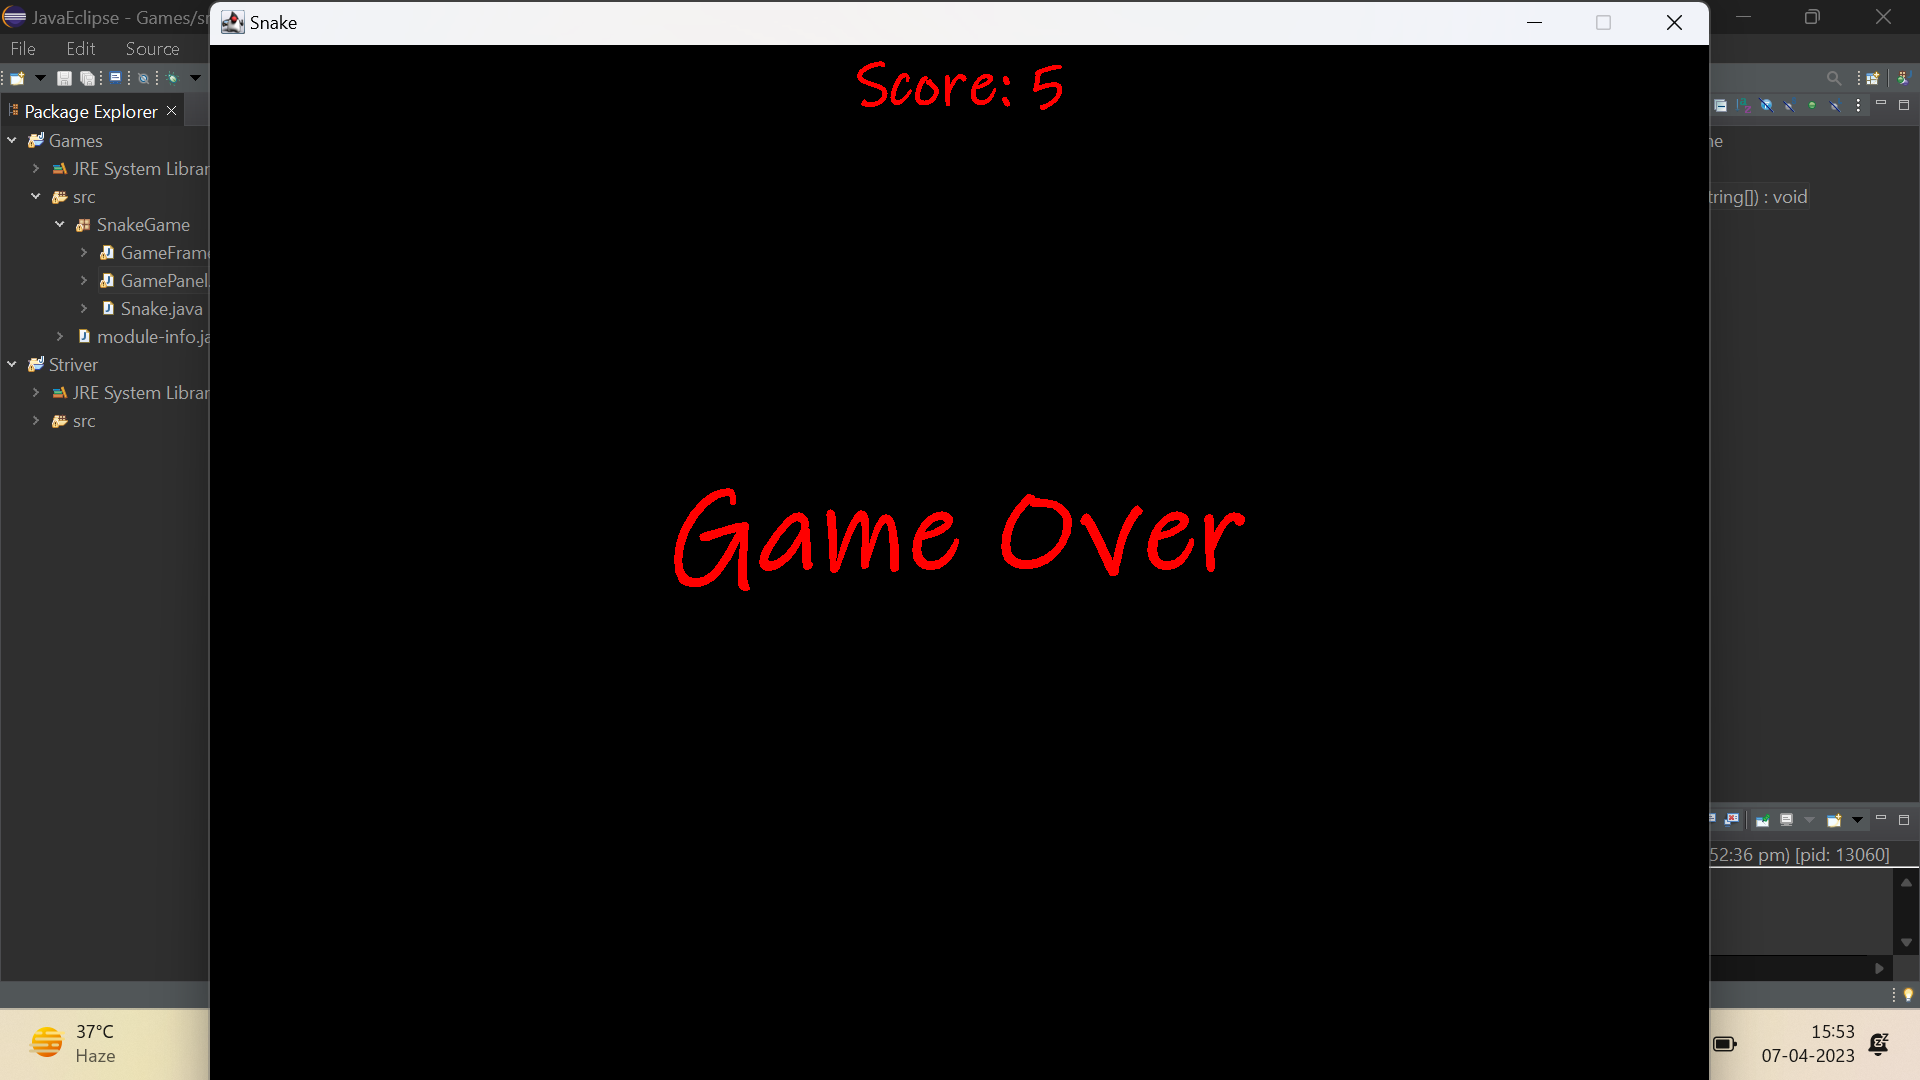 JavaEclipse - Games/sr
Snake
File Edit Source
Score: 5
Package Explorer
Games
JRE System Librar
src
SnakeGame
GameFrame
GamePanel.
Snake.java
module-info.ja
Striver
JRE System Librar
src
ne
tring[]) : void
Game Over
52:36 pm) [pid: 13060]
37°C
Haze
15:53
07-04-2023